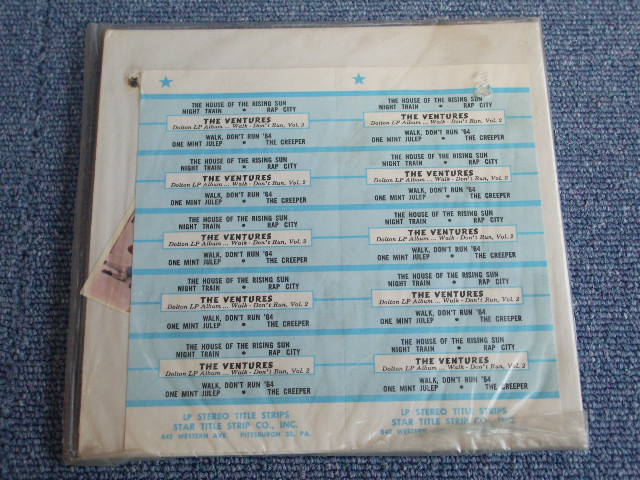 THE HOUSE OF THE RISING SUN
NIGHT TRAIN • RAP CITY
THE VENTURES
Dolton LP Album ... Walk - Don't Run, Vol. 2
WALK, DON'T RUN '64
ONE MINT JULEP • THE CREEPER
THE HOUSE OF THE RISING SUN
NIGHT TRAIN • RAP CITY
THE VENTURES
Dolton LP Album ... Walk - Don't Run, Vol. 2
WALK, DON'T RUN '64
ONE MINT JULEP • THE CREEPER
THE HOUSE OF THE RISING SUN
NIGHT TRAIN • RAP CITY
THE VENTURES
Dolton LP Album ... Walk - Don't Run, Vol. 2
WALK, DON'T RUN '64
ONE MINT JULEP • THE CREEPER
THE HOUSE OF THE RISING SUN
NIGHT TRAIN • RAP CITY
THE VENTURES
Dolton LP Album ... Walk - Don't Run, Vol. 2
WALK, DON'T RUN '64
ONE MINT JULEP • THE CREEPER
THE HOUSE OF THE RISING SUN
NIGHT TRAIN • RAP CITY
THE VENTURES
Dolton LP Album ... Walk - Don't Run, Vol. 2
WALK, DON'T RUN '64
ONE MINT JULEP • THE CREEPER
LP STEREO TITLE STRIPS
STAR TITLE STRIP CO., INC.
842 WESTERN AVE. PITTSBURGH 33, PA.
THE HOUSE OF THE RISING SUN
NIGHT TRAIN • RAP CITY
THE VENTURES
Dolton LP Album ... Walk - Don't Run, Vol. 2
WALK, DON'T RUN '64
ONE MINT JULEP • THE CREEPER
THE HOUSE OF THE RISING SUN
NIGHT TRAIN • RAP CITY
THE VENTURES
Dolton LP Album ... Walk - Don't Run, Vol. 2
WALK, DON'T RUN '64
ONE MINT JULEP • THE CREEPER
THE HOUSE OF THE RISING SUN
NIGHT TRAIN • RAP CITY
THE VENTURES
Dolton LP Album ... Walk - Don't Run, Vol. 2
WALK, DON'T RUN '64
ONE MINT JULEP • THE CREEPER
THE HOUSE OF THE RISING SUN
NIGHT TRAIN • RAP CITY
THE VENTURES
Dolton LP Album ... Walk - Don't Run, Vol. 2
WALK, DON'T RUN '64
ONE MINT JULEP • THE CREEPER
THE HOUSE OF THE RISING SUN
NIGHT TRAIN • RAP CITY
THE VENTURES
Dolton LP Album ... Walk - Don't Run, Vol. 2
WALK, DON'T RUN '64
ONE MINT JULEP • THE CREEPER
LP STEREO TITLE STRIPS
STAR TITLE STRIP CO., INC.
842 WESTERN